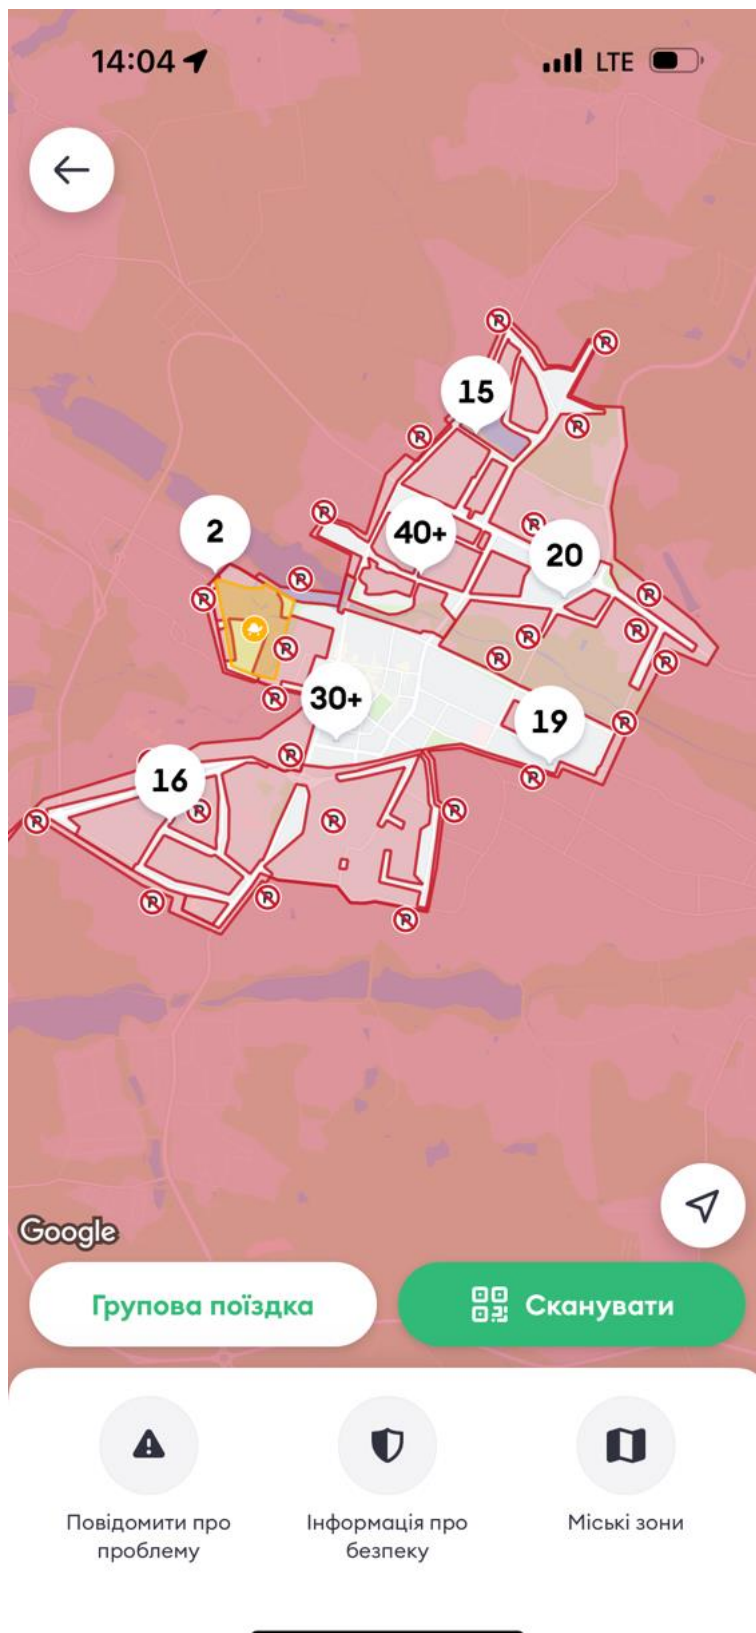 14:04
LTE
15
2
40+
20
30+
19
16
Google
Групова поїздка
Сканувати
Повідомити про
проблему
Інформація про
безпеку
Міські зони